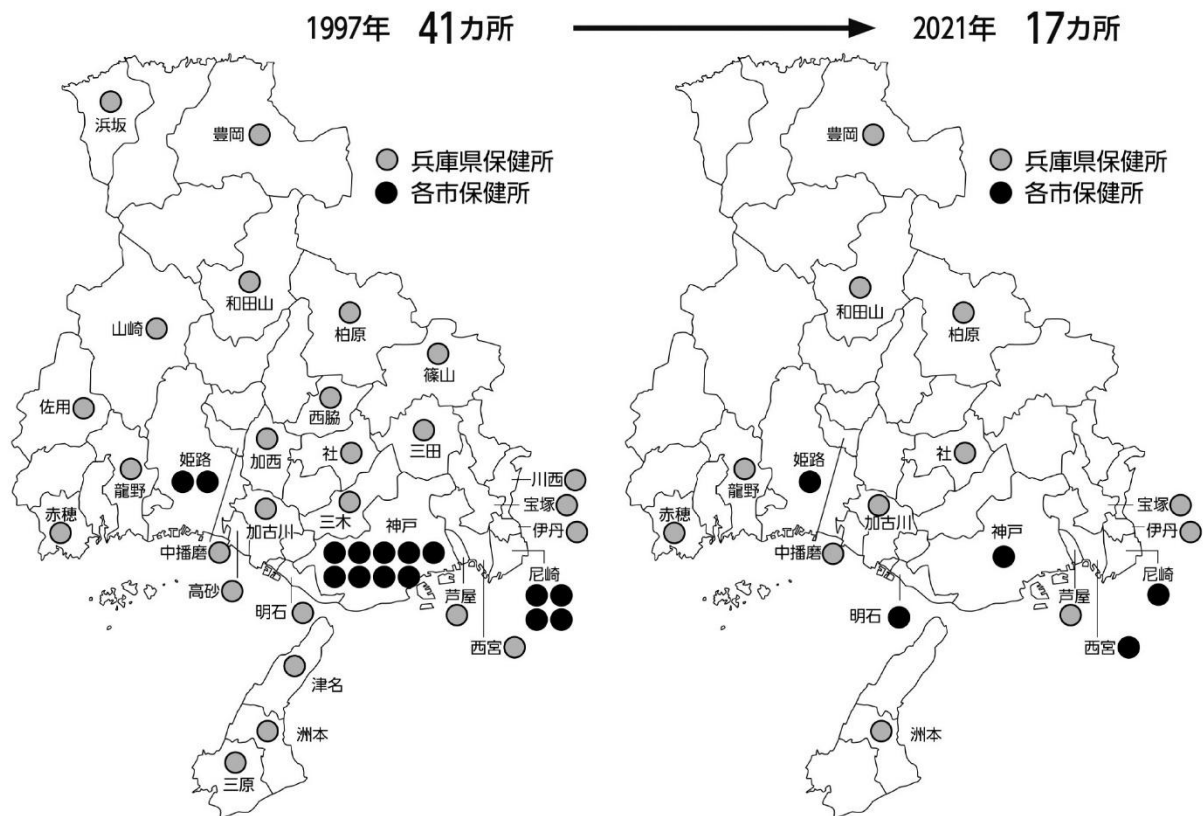 1997年 41カ所
2021年 17カ所
浜坂
豊岡
兵庫県保健所
各市保健所
和田山
山崎
柏原
篠山
佐用
西脇
三田
加西
社
姫路
龍野
川西
宝塚
三木
赤穂
加古川
神戸
伊丹
中播磨
高砂
尼崎
明石
芦屋
西宮
津名
洲本
三原
豊岡
兵庫県保健所
各市保健所
和田山
柏原
社
姫路
龍野
宝塚
赤穂
加古川
神戸
伊丹
中播磨
尼崎
明石
芦屋
西宮
洲本